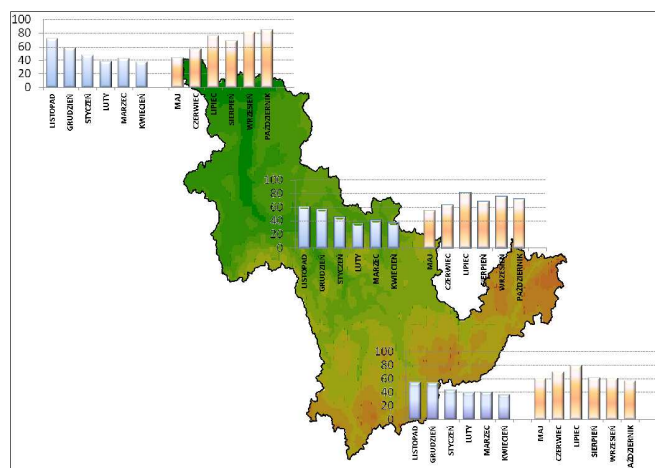 100
80
60
40
20
0
LISTOPAD
GRUDZIEŃ
STYCZEŃ
LUTY
MARZEC
KWIECIEŃ
MAJ
CZERWIEC
LIPIEC
SIERPIEŃ
WRZESIEŃ
PAŹDZIERNIK
100
80
60
40
20
0
LISTOPAD
GRUDZIEŃ
STYCZEŃ
LUTY
MARZEC
KWIECIEŃ
MAJ
CZERWIEC
LIPIEC
SIERPIEŃ
WRZESIEŃ
PAŹDZIERNIK
100
80
60
40
20
0
LISTOPAD
GRUDZIEŃ
STYCZEŃ
LUTY
MARZEC
KWIECIEŃ
MAJ
CZERWIEC
LIPIEC
SIERPIEŃ
WRZESIEŃ
PAŹDZIERNIK